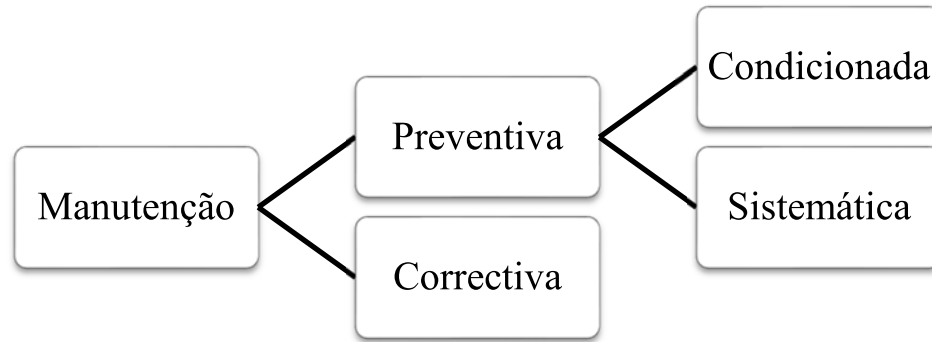 Manutenção
Preventiva
Correctiva
Condicionada
Sistemática